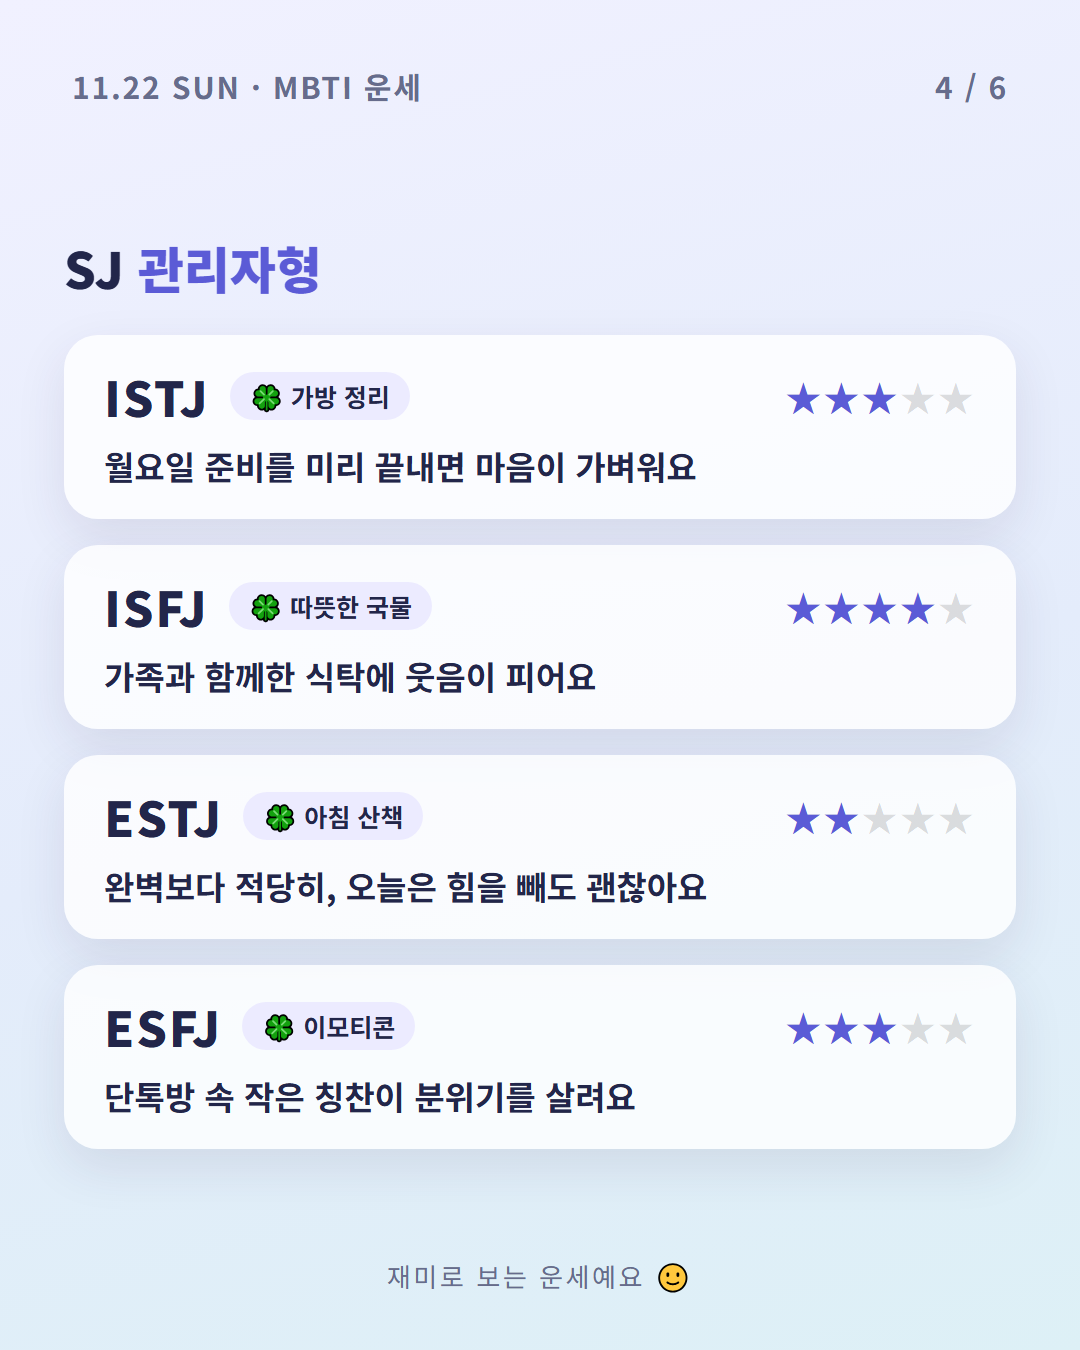 11.22 SUN · MBTI 운세
4 / 6
SJ 관리자형
ISTJ 🍀 가방 정리 ★★★★★
월요일 준비를 미리 끝내면 마음이 가벼워요
ISFJ 🍀 따뜻한 국물 ★★★★★
가족과 함께한 식탁에 웃음이 피어요
ESTJ 🍀 아침 산책 ★★★★★
완벽보다 적당히, 오늘은 힘을 빼도 괜찮아요
ESFJ 🍀 이모티콘 ★★★★★
단톡방 속 작은 칭찬이 분위기를 살려요
재미로 보는 운세예요 🙂